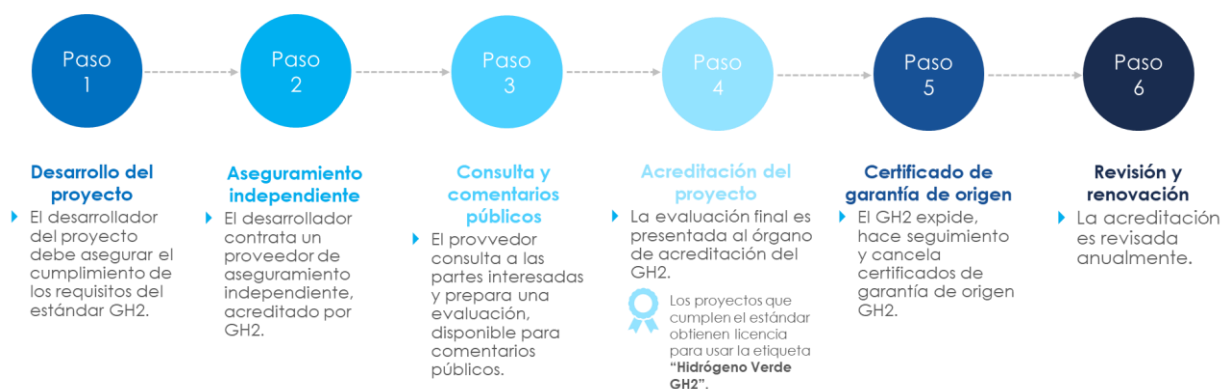 Paso
1
Paso
2
Paso
3
Paso
4
Paso
5
Paso
6
Desarrollo del
proyecto
El desarrollador
del proyecto
debe asegurar el
cumplimiento de
los requisitos del
estándar GH2.
Aseguramiento
independiente
El desarrollador
contrata un
proveedor de
aseguramiento
independiente,
acreditado por
GH2.
Consulta y
comentarios
públicos
El provvedor
consulta a las
partes interesadas
y prepara una
evaluación,
disponible para
comentarios
públicos.
Acreditación del
proyecto
La evaluación final es
presentada al órgano
de acreditación del
GH2.
Los proyectos que
cumplen el estándar
obtienen licencia
para usar la etiqueta
“Hidrógeno Verde
GH2”.
Certificado de
garantía de origen
El GH2 expide,
hace seguimiento
y cancela
certificados de
garantía de origen
GH2.
Revisión y
renovación
La acreditación
es revisada
anualmente.